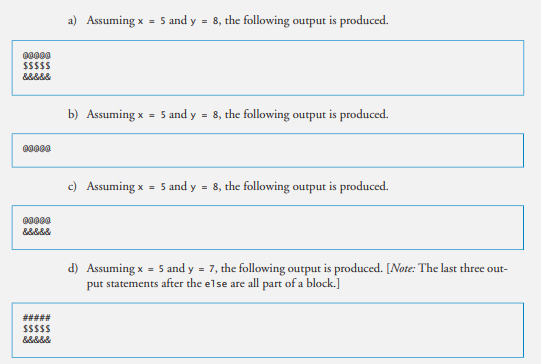 a) Assuming x = 5 and y = 8, the following output is produced.
@@@@@
$$$$$
&&&&&
b) Assuming x = 5 and y = 8, the following output is produced.
@@@@@
c) Assuming x = 5 and y = 8, the following output is produced.
@@@@@
&&&&&
d) Assuming x = 5 and y = 7, the following output is produced. [Note: The last three out-
put statements after the else are all part of a block.]
#####
$$$$$
&&&&&